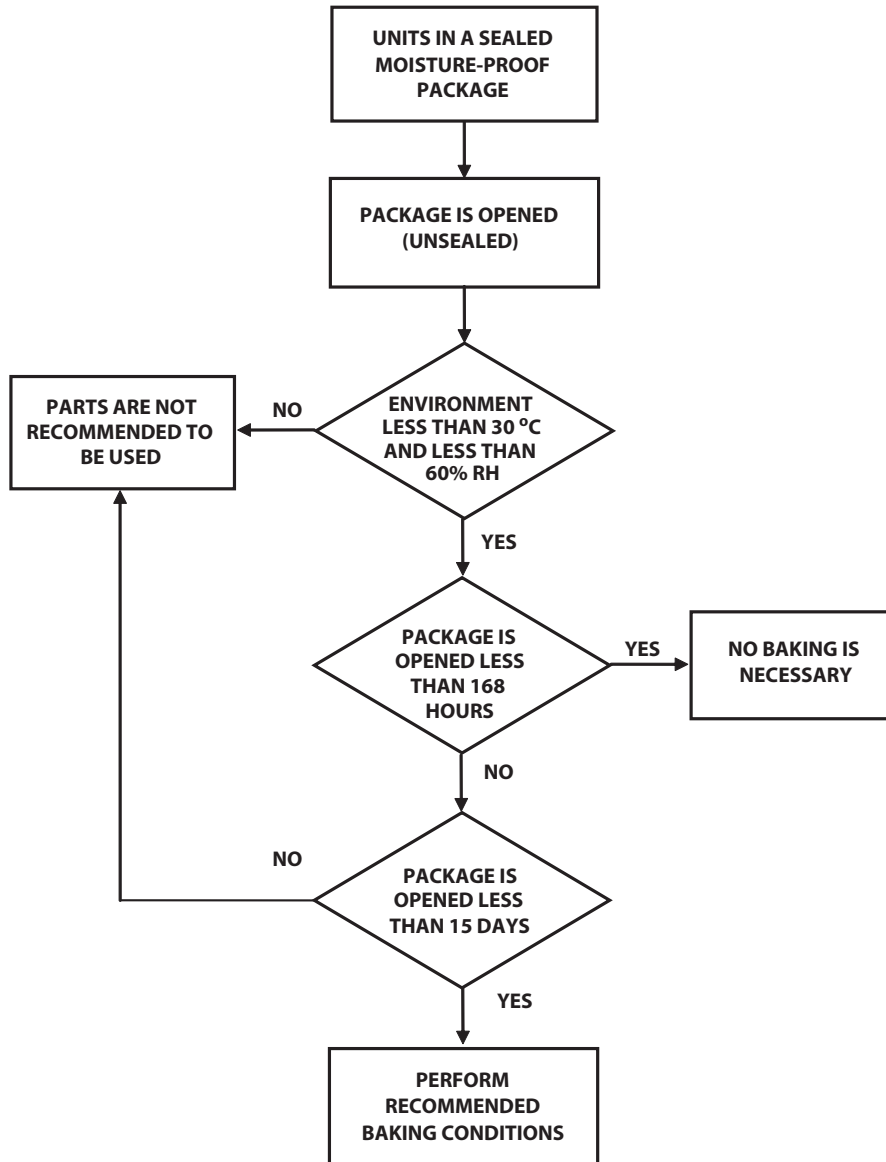 UNITS IN A SEALED
MOISTURE-PROOF
PACKAGE
PACKAGE IS OPENED
(UNSEALED)
ENVIRONMENT
LESS THAN 30 °C
AND LESS THAN
60% RH
NO
PARTS ARE NOT
RECOMMENDED TO
BE USED
YES
PACKAGE IS
OPENED LESS
THAN 168
HOURS
YES
NO BAKING IS
NECESSARY
NO
PACKAGE IS
OPENED LESS
THAN 15 DAYS
NO
YES
PERFORM
RECOMMENDED
BAKING CONDITIONS